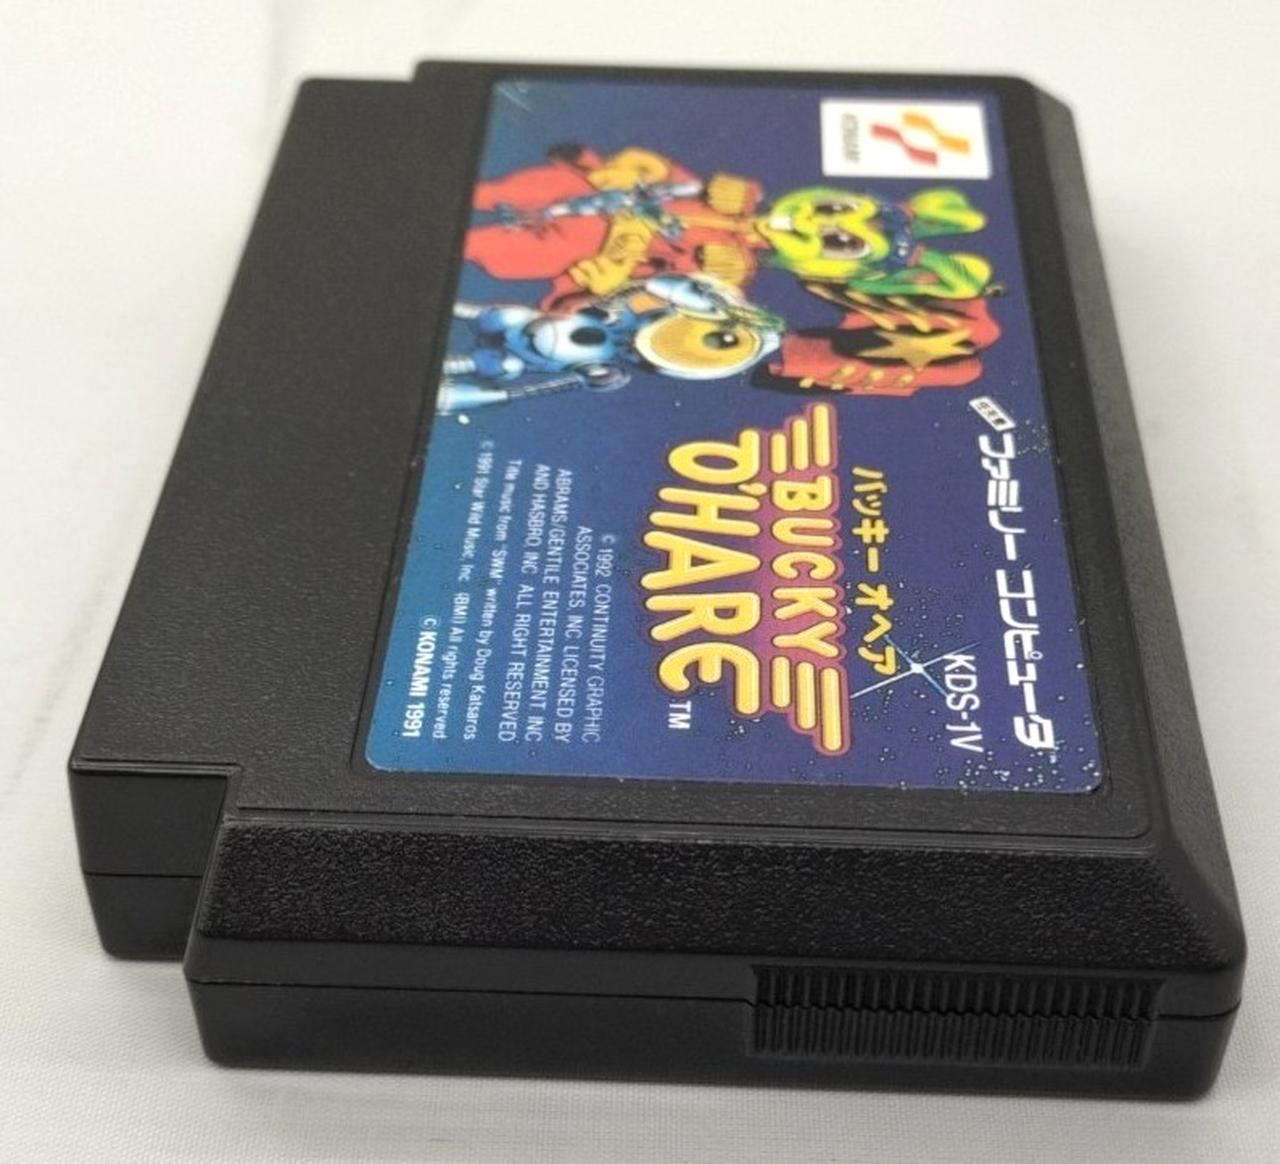 KONAMI
ファミリー コンピュータ
KDS-1V
バッキー オヘア
BUCKY
O'HARE™
© 1992 CONTINUITY GRAPHIC
ASSOCIATES, INC LICENSED BY
ABRAMS/GENTILE ENTERTAINMENT INC
AND HASBRO, INC ALL RIGHT RESERVED
Title music from "SWM" written by Doug Katsaros
© 1991 Star Wild Music, Inc. (BMI) All rights reserved
© KONAMI 1991